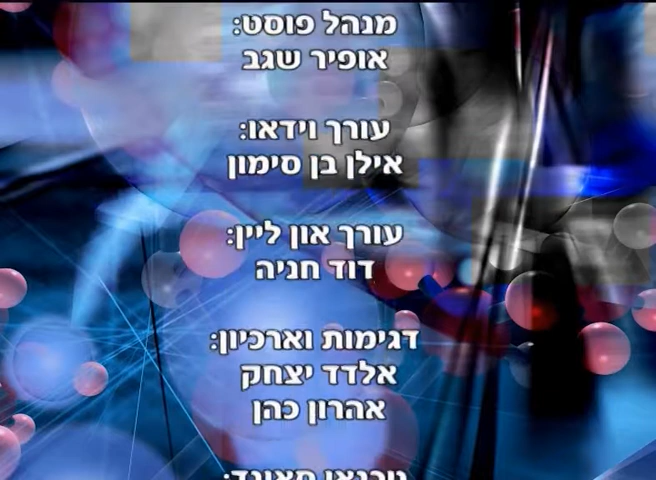 מנהל פוסט:
אופיר שגב
עורך וידאו:
אילן בן סימון
עורך און ליין:
דוד חניה
דגימות וארכיון:
אלדד יצחק
אהרון כהן